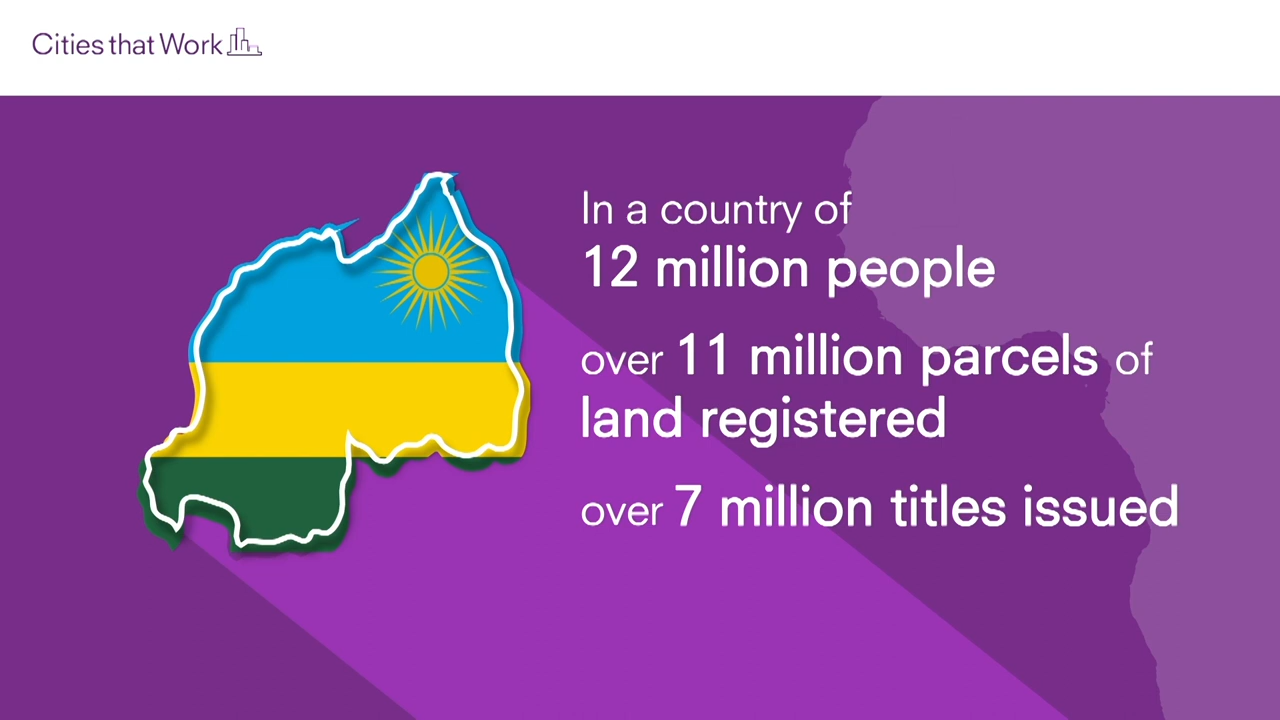 Cities that Work
In a country of
12 million people
over 11 million parcels of
land registered
over 7 million titles issued